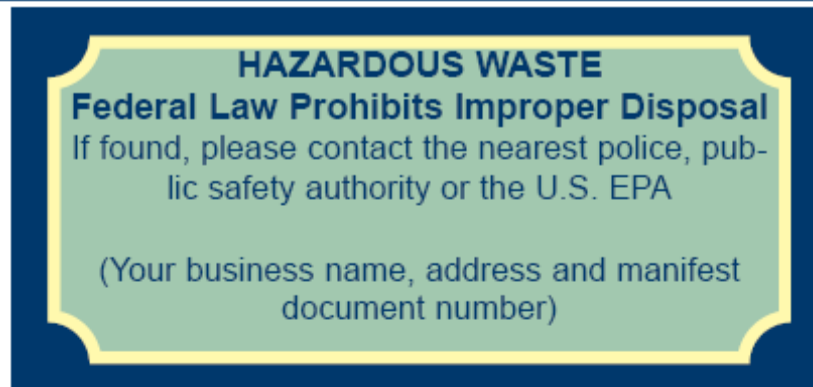 HAZARDOUS WASTE
Federal Law Prohibits Improper Disposal
If found, please contact the nearest police, pub-
lic safety authority or the U.S. EPA
(Your business name, address and manifest
document number)